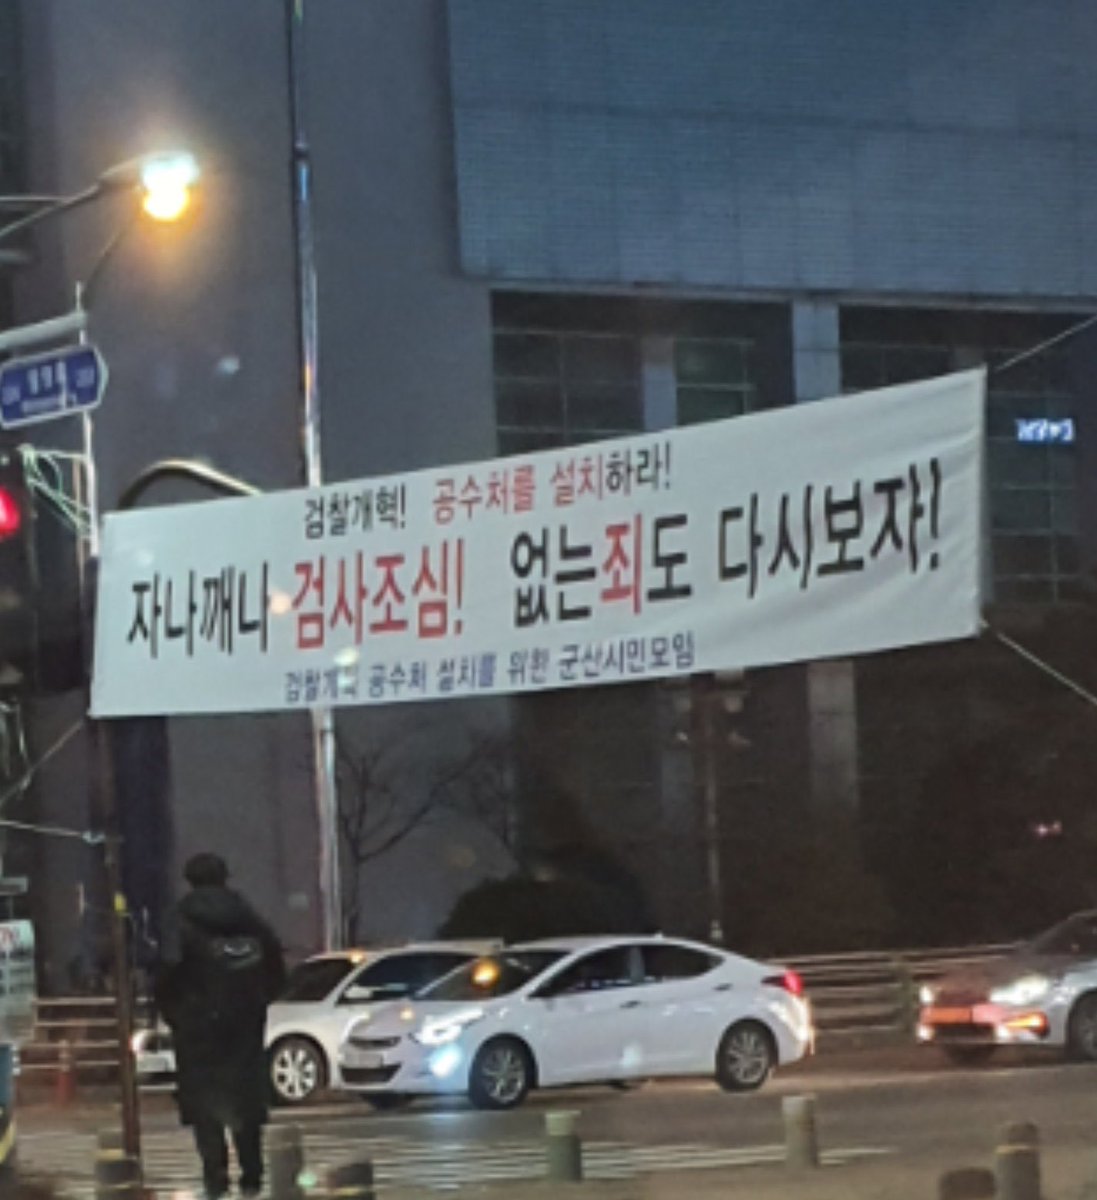 검찰개혁! 공수처를 설치하라!
자나깨나 검사조심! 없는죄도 다시보자!
검찰개혁 공수처 설치를 위한 군산시민모임